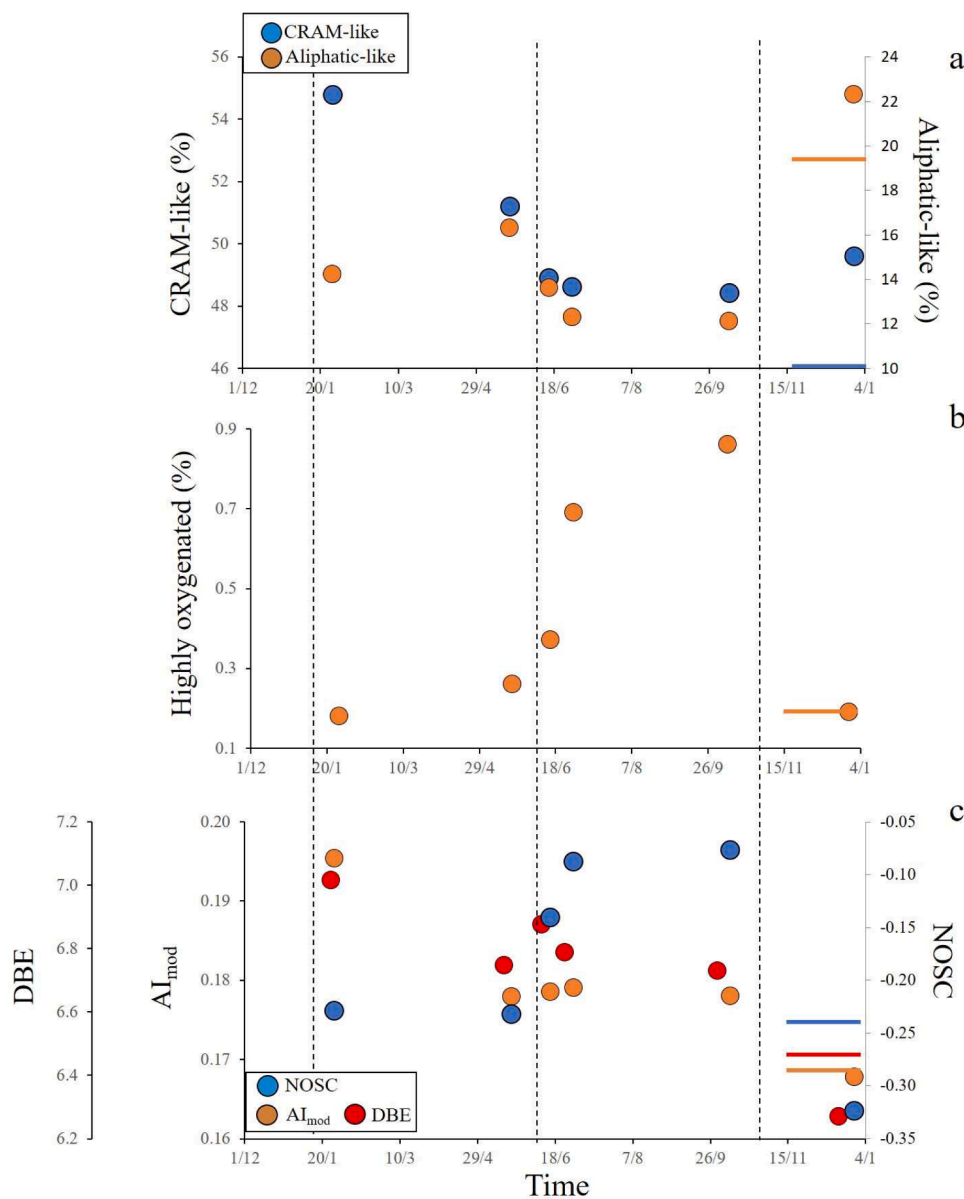 CRAM-like
Aliphatic-like
a
56
54
52
50
48
46
CRAM-like (%)
24
22
20
18
16
14
12
10
Aliphatic-like (%)
1/12 20/1 10/3 29/4 18/6 7/8 26/9 15/11 4/1
b
0.9
0.7
0.5
0.3
0.1
Highly oxygenated (%)
1/12 20/1 10/3 29/4 18/6 7/8 26/9 15/11 4/1
c
7.2
7.0
6.8
6.6
6.4
6.2
DBE
0.20
0.19
0.18
0.17
0.16
AImod
-0.05
-0.10
-0.15
-0.20
-0.25
-0.30
-0.35
NOSC
NOSC
AImod DBE
1/12 20/1 10/3 29/4 18/6 7/8 26/9 15/11 4/1
Time